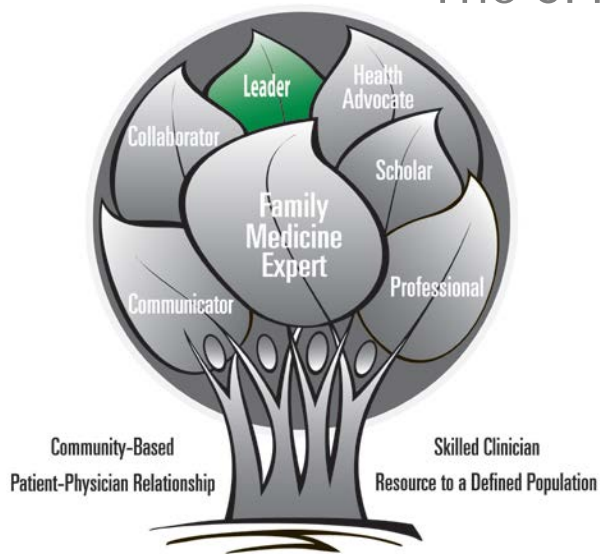 Leader
Health
Advocate
Collaborator
Scholar
Family
Medicine
Expert
Communicator
Professional
Community-Based
Patient-Physician Relationship
Skilled Clinician
Resource to a Defined Population